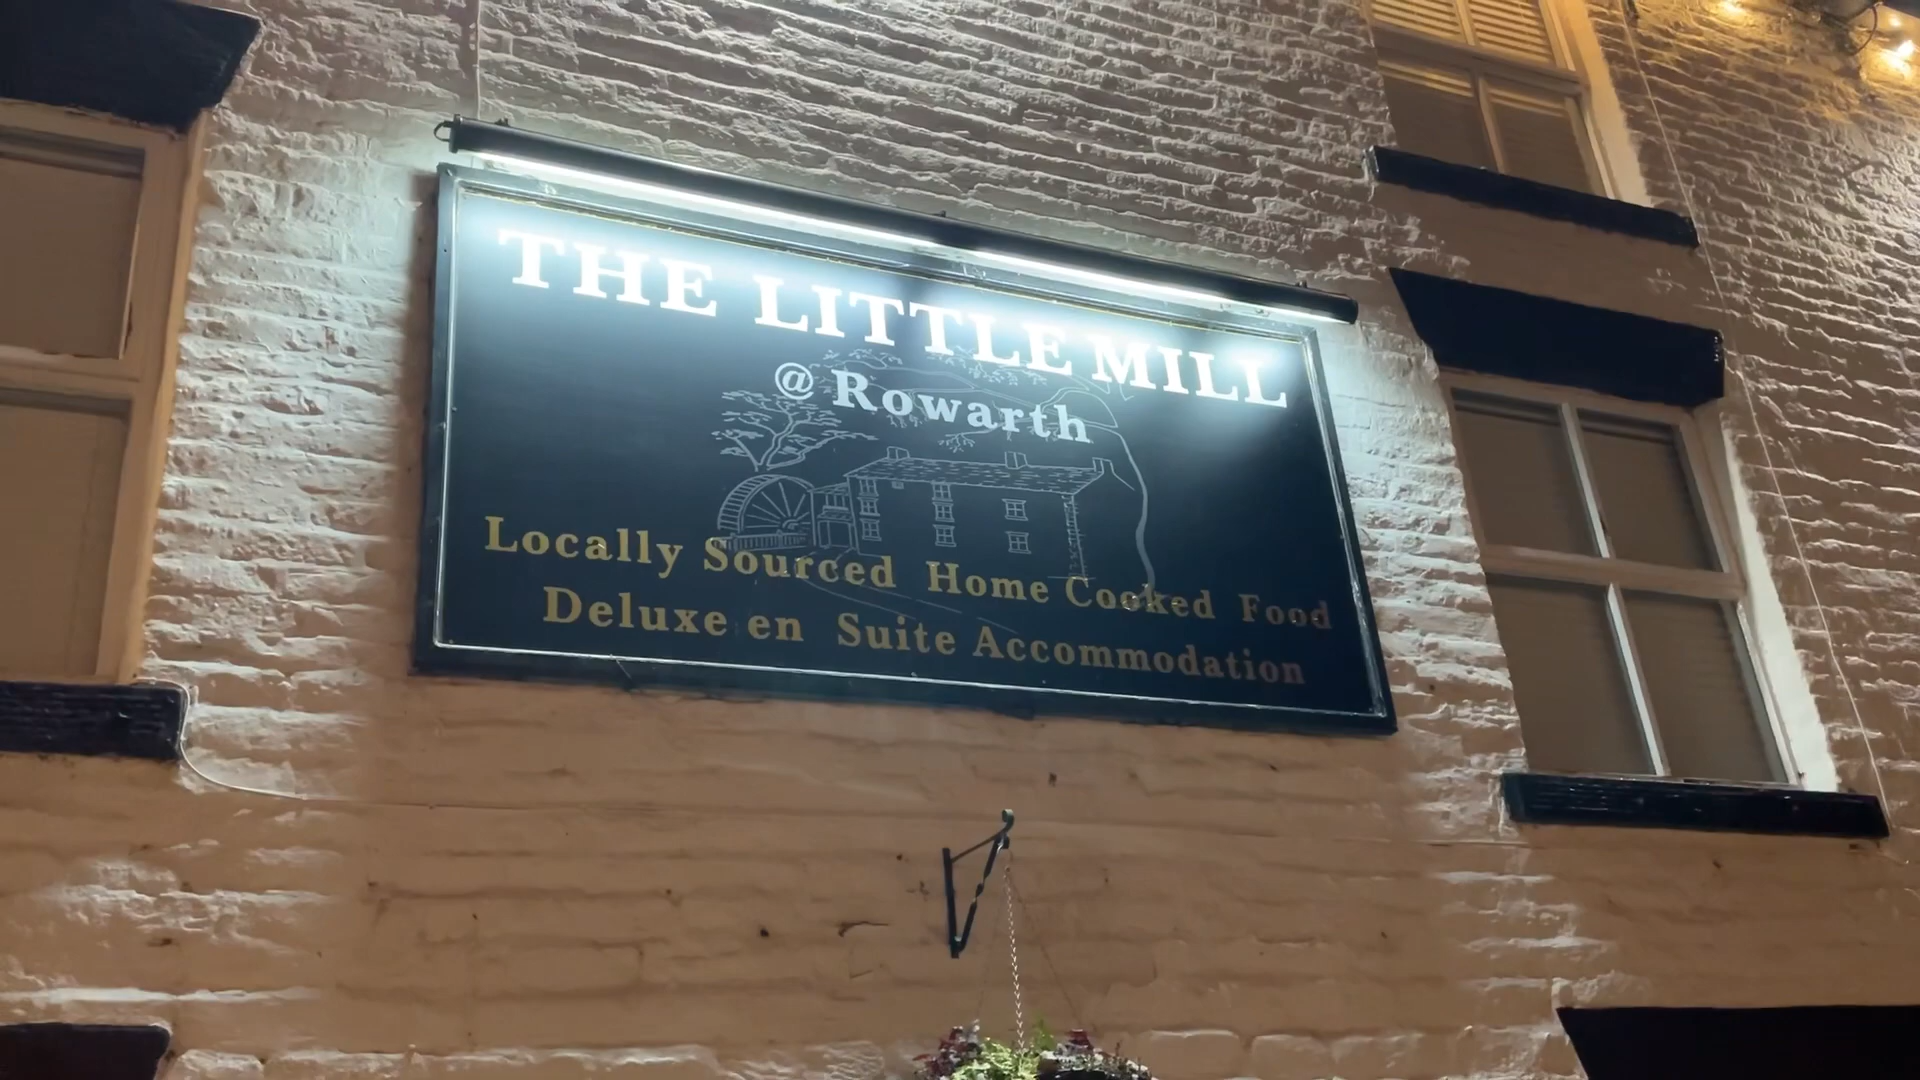 THE LITTLE MILL
@ Rowarth
Locally Sourced Home Cooked Food
Deluxe en Suite Accommodation